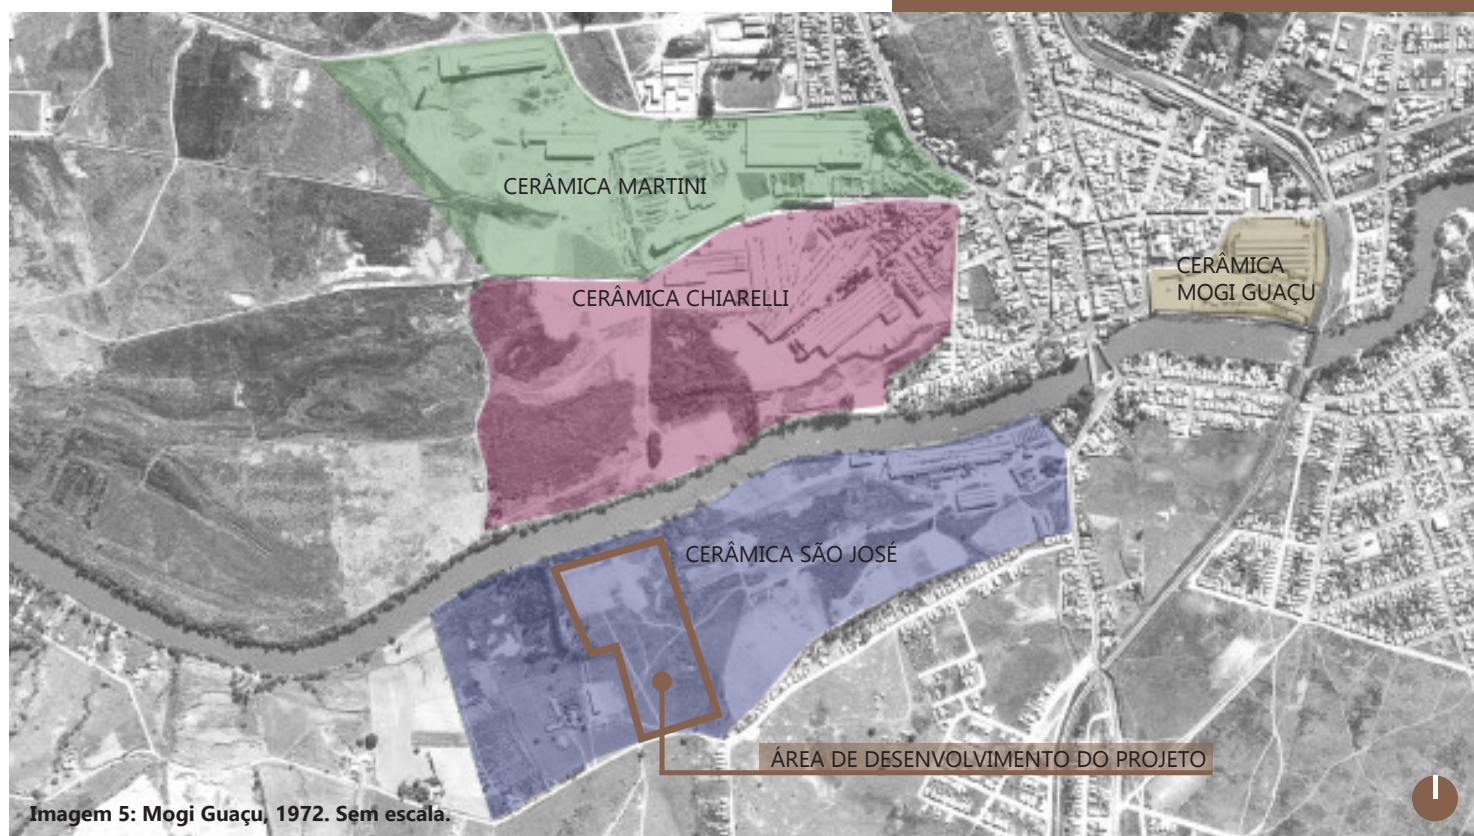 CERÂMICA MARTINI
CERÂMICA CHIARELLI
CERÂMICA
MOGI GUAÇU
CERÂMICA SÃO JOSÉ
ÁREA DE DESENVOLVIMENTO DO PROJETO
Imagem 5: Mogi Guaçu, 1972. Sem escala.